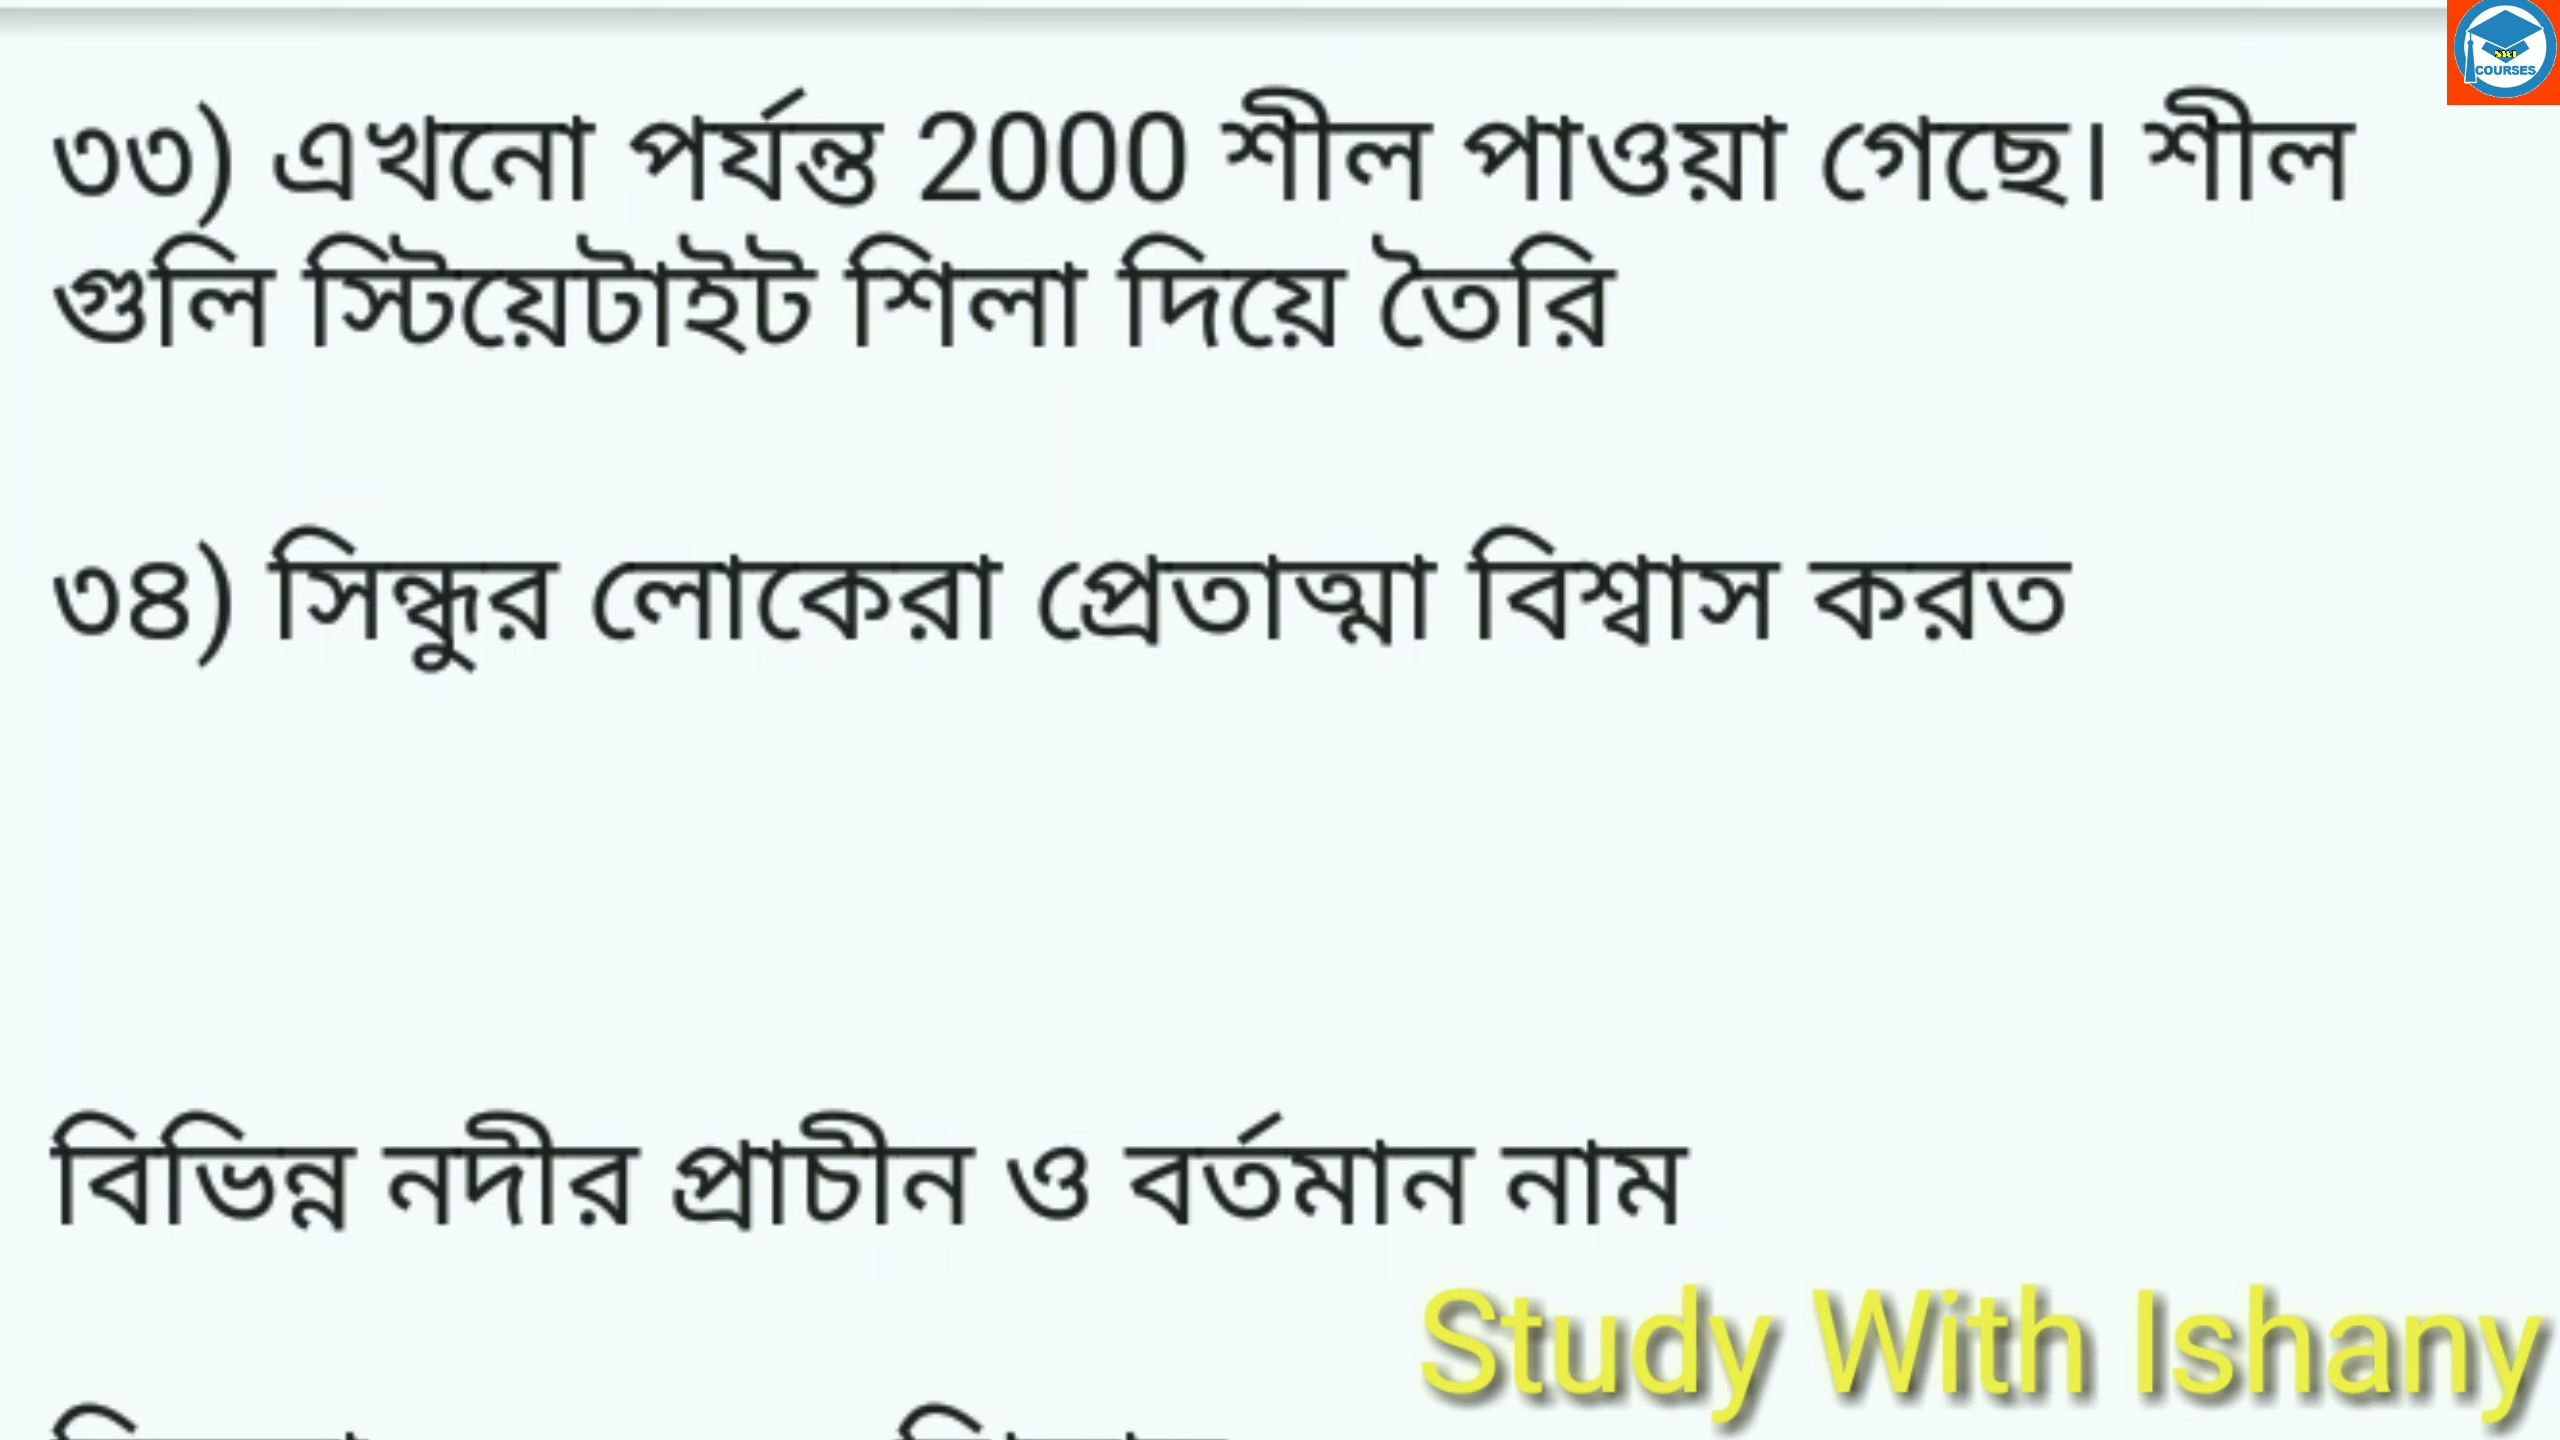 COURSES
৩৩) এখনো পর্যন্ত 2000 শীল পাওয়া গেছে। শীল
গুলি স্টিয়েটাইট শিলা দিয়ে তৈরি
৩৪) সিন্ধুর লোকেরা প্রেতাত্মা বিশ্বাস করত
বিভিন্ন নদীর প্রাচীন ও বর্তমান নাম
Study With Ishany